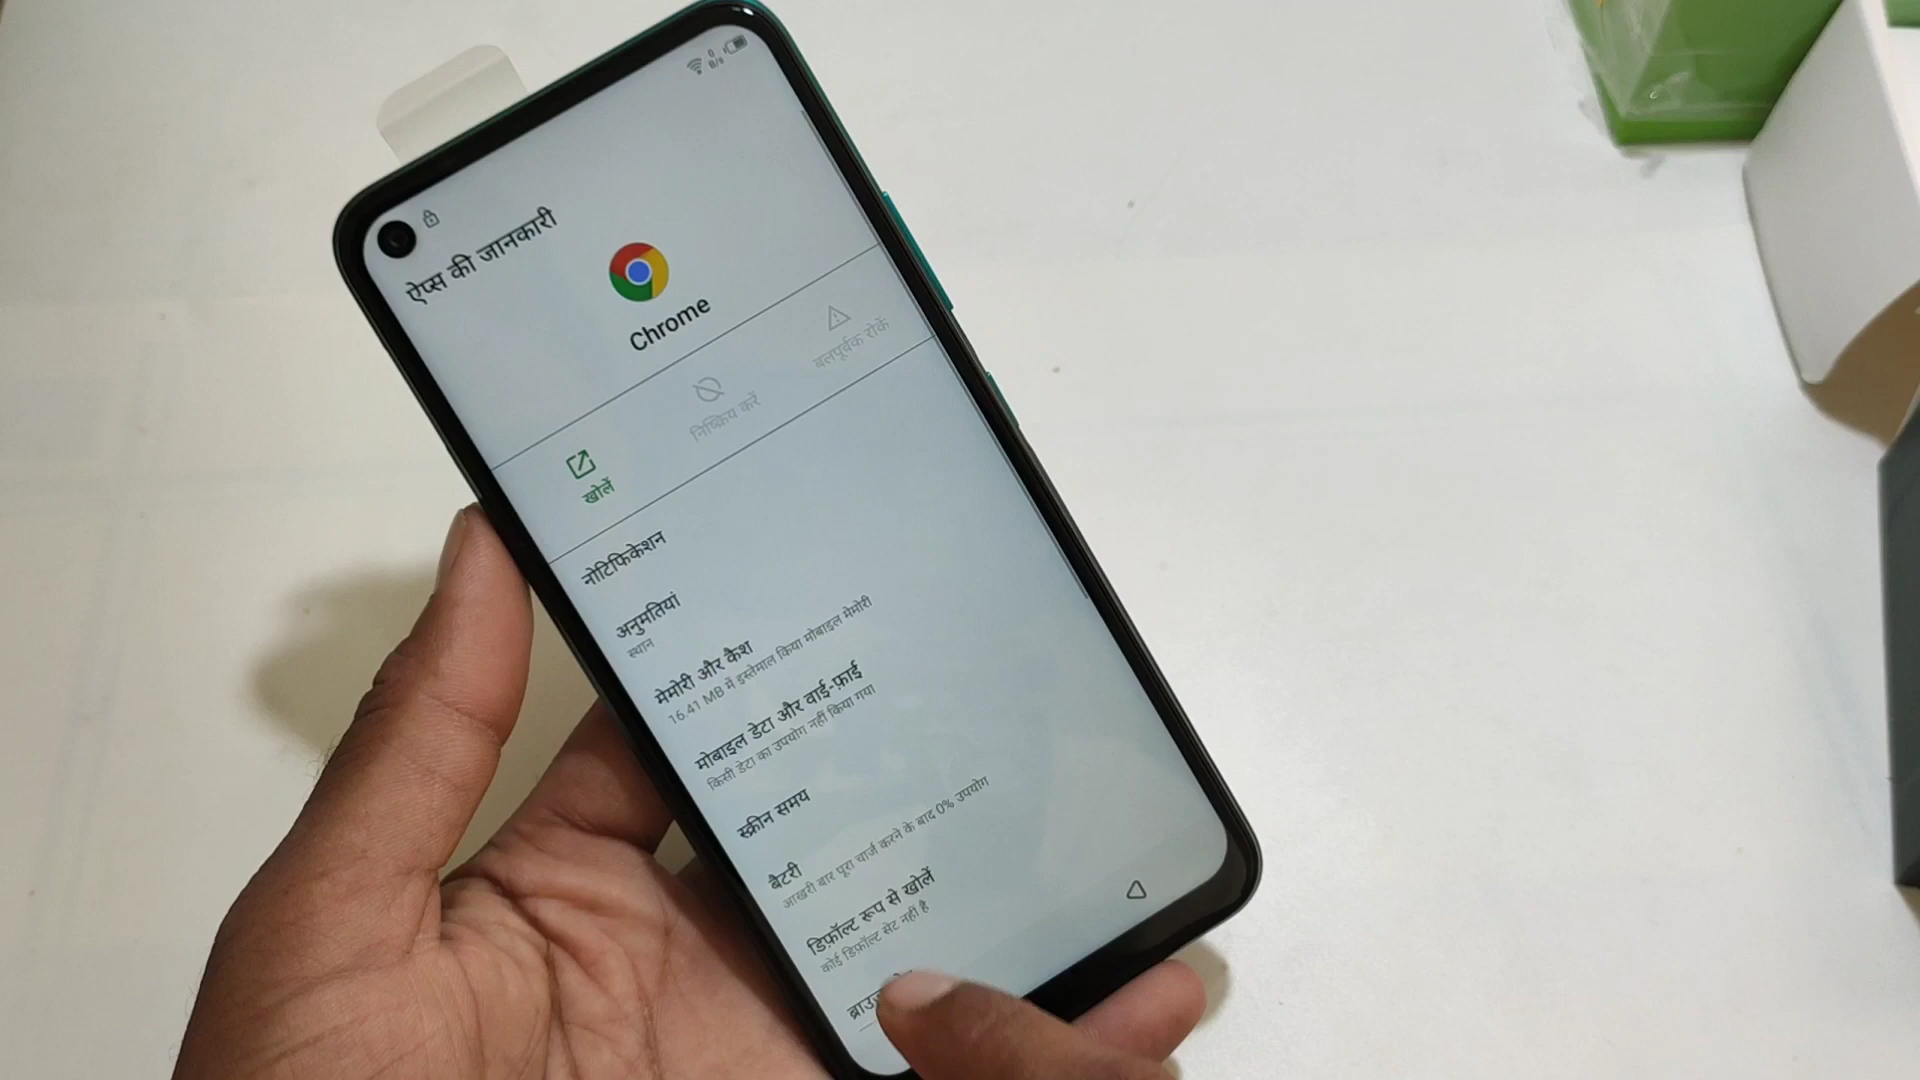 0
B/s
ऐप्स की जानकारी
Chrome
खोलें
निष्क्रिय करें
बलपूर्वक रोकें
नोटिफिकेशन
अनुमतियां
स्थान
मेमोरी और कैश
16.41 MB में इस्तेमाल किया मोबाइल मेमोरी
मोबाइल डेटा और वाई-फ़ाई
किसी डेटा का उपयोग नहीं किया गया
स्क्रीन समय
बैटरी
आखरी बार पूरा चार्ज करने के बाद 0% उपयोग
डिफ़ॉल्ट रूप से खोलें
कोई डिफ़ॉल्ट सेट नहीं है